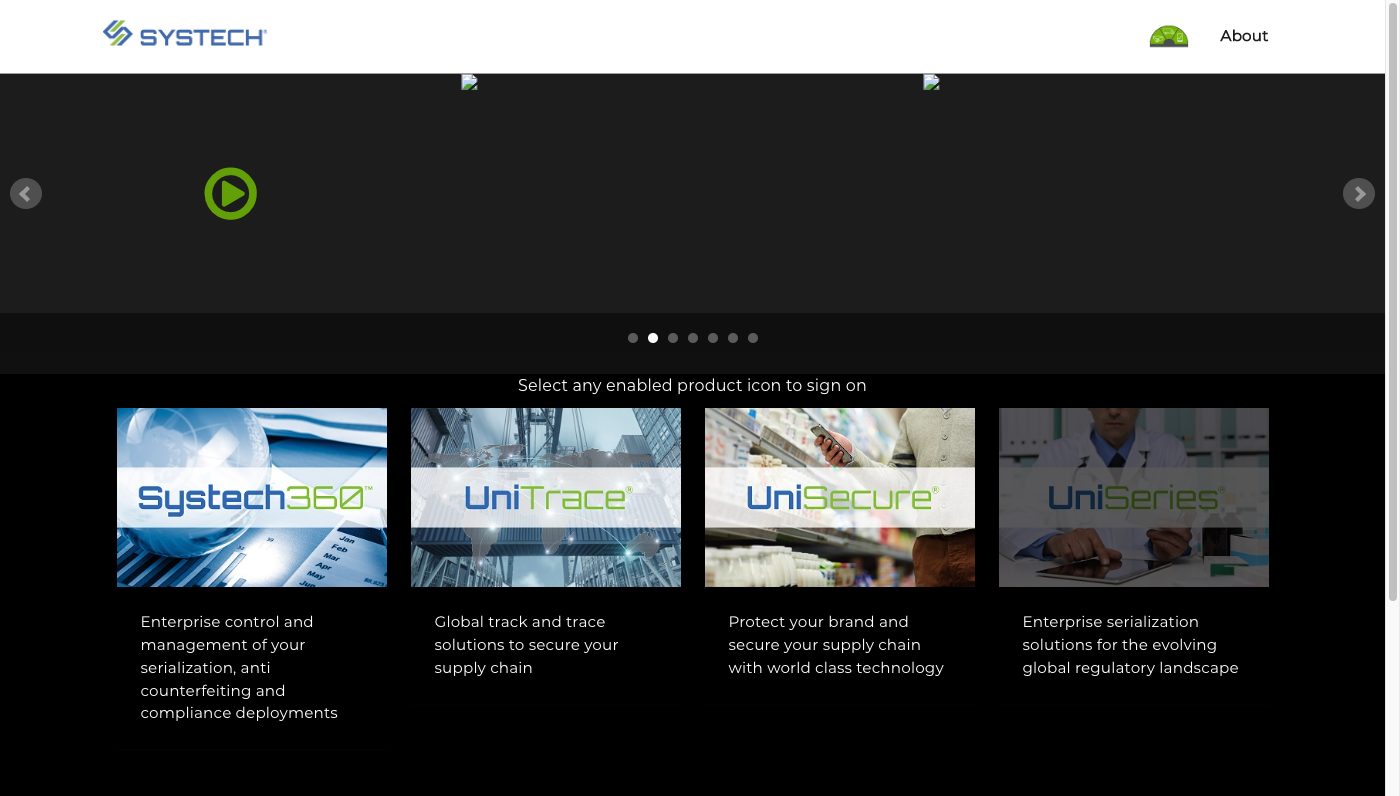 SYSTECH®
About
Select any enabled product icon to sign on
Systech360™
UniTrace®
UniSecure®
UniSeries®
Jan
Feb
Mar
Apr
May
Enterprise control and
management of your
serialization, anti
counterfeiting and
compliance deployments
Global track and trace
solutions to secure your
supply chain
Protect your brand and
secure your supply chain
with world class technology
Enterprise serialization
solutions for the evolving
global regulatory landscape